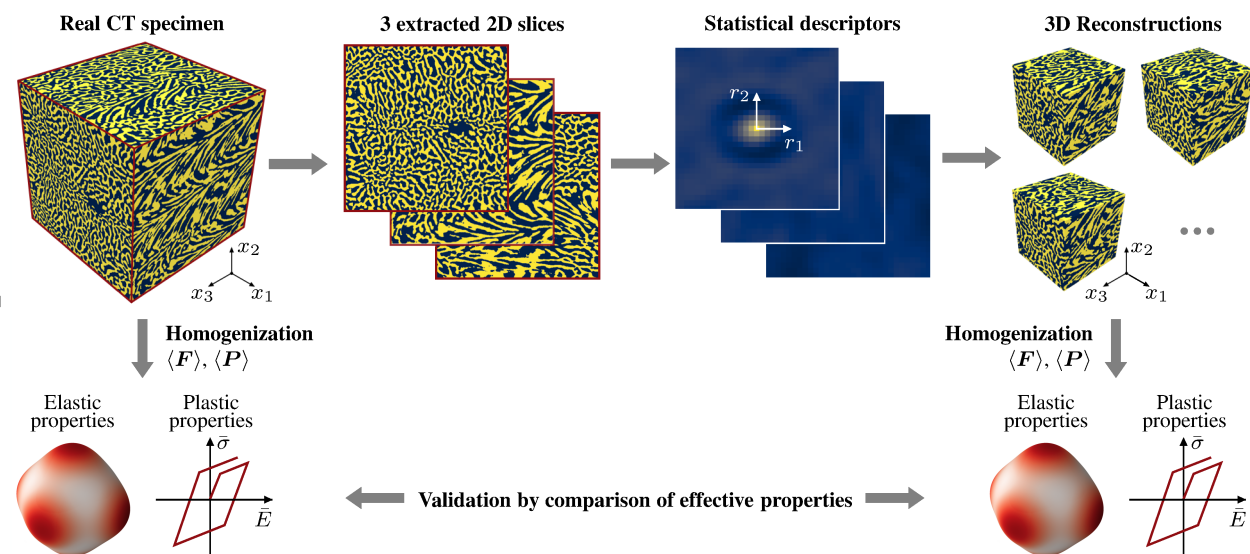 Real CT specimen
3 extracted 2D slices
Statistical descriptors
3D Reconstructions
r₂
r₁
x₂
x₃
x₁
x₂
x₃
x₁
Homogenization
⟨F⟩, ⟨P⟩
Homogenization
⟨F⟩, ⟨P⟩
Elastic
properties
Plastic
properties
σ̄
Ē
Validation by comparison of effective properties
Elastic
properties
Plastic
properties
σ̄
Ē